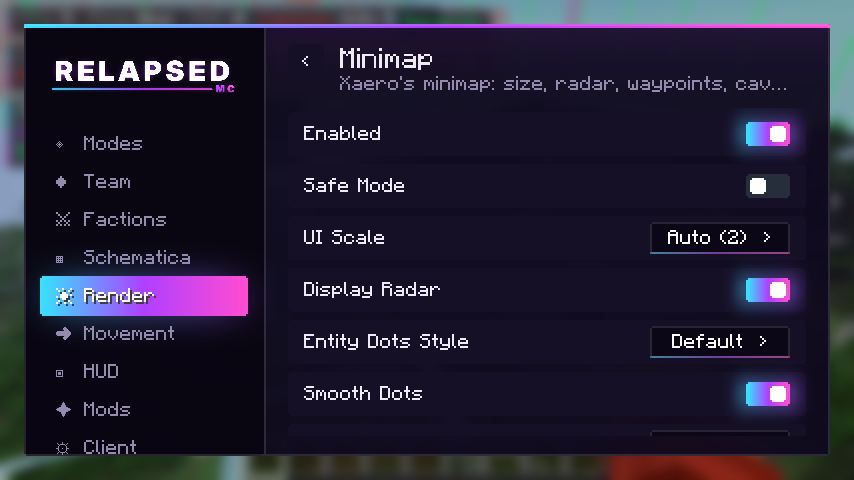 RELAPSED
MC
Modes
Team
Factions
Schematica
Render
Movement
HUD
Mods
Client
Minimap
Xaero's minimap: size, radar, waypoints, cav...
Enabled
Safe Mode
UI Scale
Auto (2) >
Display Radar
Entity Dots Style
Default >
Smooth Dots